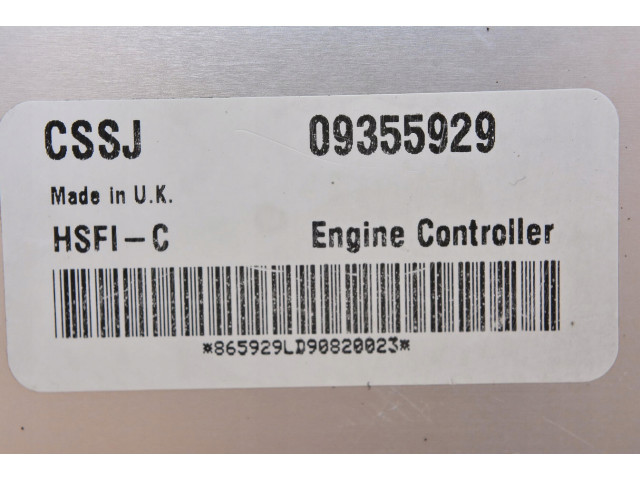 CSSJ 09355929
Made in U.K.
HSFI-C Engine Controller
*865929LD90820023*